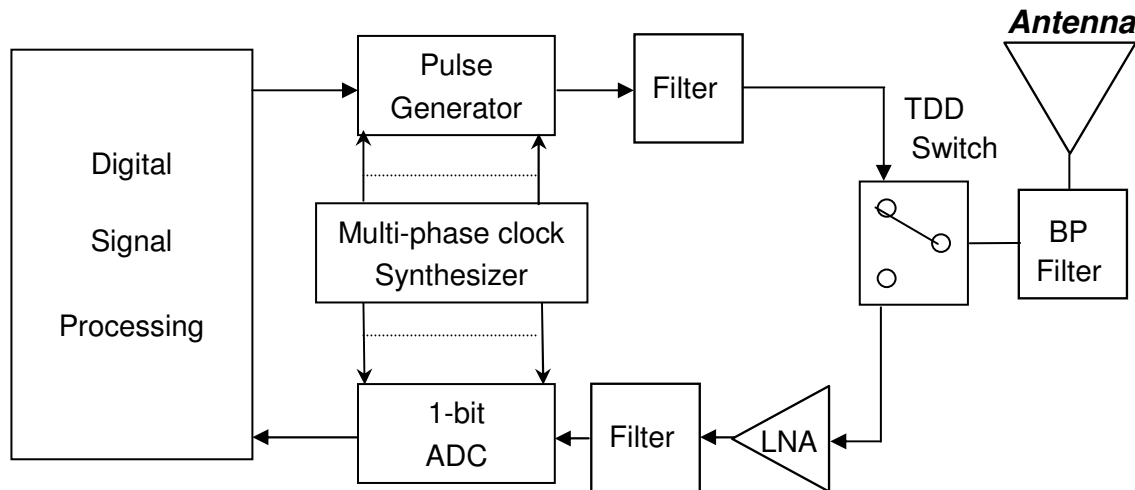 Antenna
Pulse
Generator
Filter
TDD
Switch
Digital
Signal
Processing
Multi-phase clock
Synthesizer
BP
Filter
1-bit
ADC
Filter
LNA